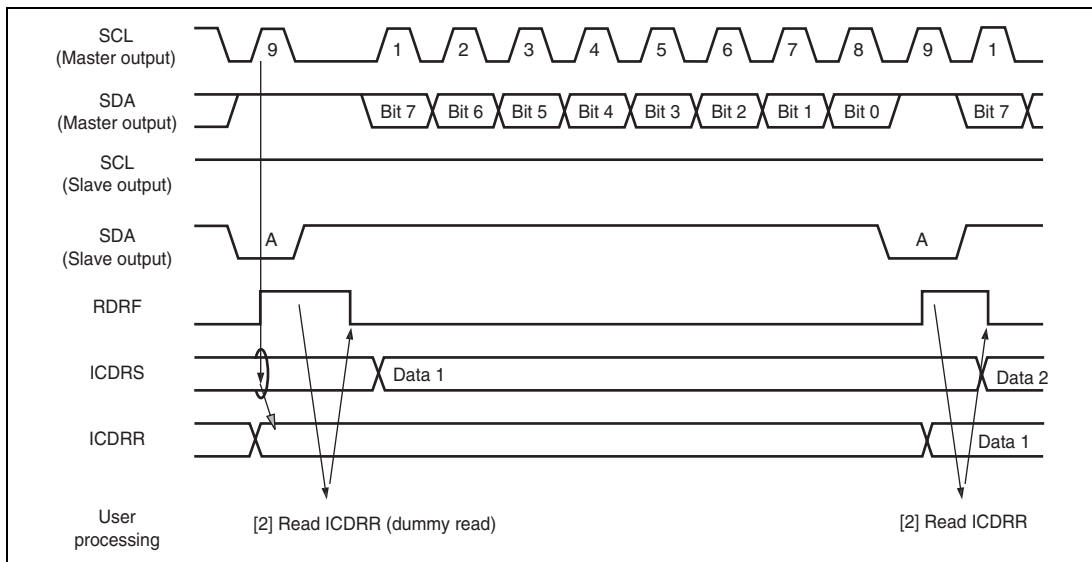 SCL
(Master output)
9 1 2 3 4 5 6 7 8 9 1
SDA
(Master output)
Bit 7 Bit 6 Bit 5 Bit 4 Bit 3 Bit 2 Bit 1 Bit 0 Bit 7
SCL
(Slave output)
SDA
(Slave output)
A A
RDRF
ICDRS
Data 1 Data 2
ICDRR
Data 1
User
processing
[2] Read ICDRR (dummy read) [2] Read ICDRR